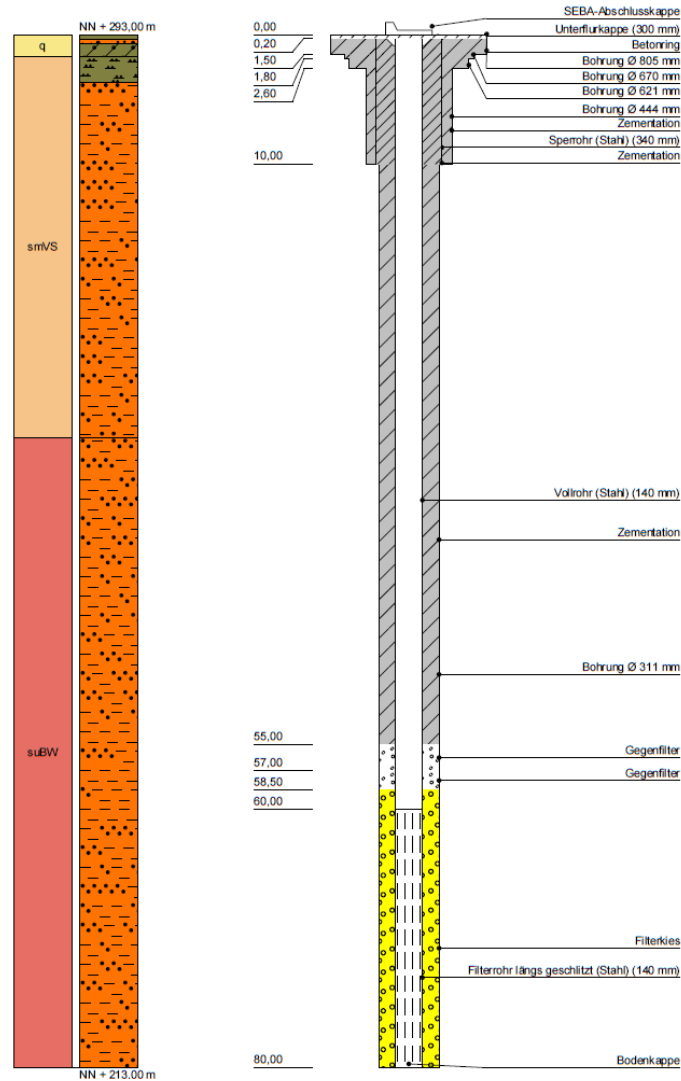 NN + 293,00 m
q
smVS
suBW
NN + 213.00 m
0,00
0,20
1,50
1,80
2,60
10,00
55,00
57,00
58,50
60,00
80,00
SEBA-Abschlusskappe
Unterflurkappe (300 mm)
Betonring
Bohrung Ø 805 mm
Bohrung Ø 670 mm
Bohrung Ø 621 mm
Bohrung Ø 444 mm
Zementation
Sperrohr (Stahl) (340 mm)
Zementation
Vollrohr (Stahl) (140 mm)
Zementation
Bohrung Ø 311 mm
Gegenfilter
Gegenfilter
Filterkies
Filterrohr längs geschlitzt (Stahl) (140 mm)
Bodenkappe